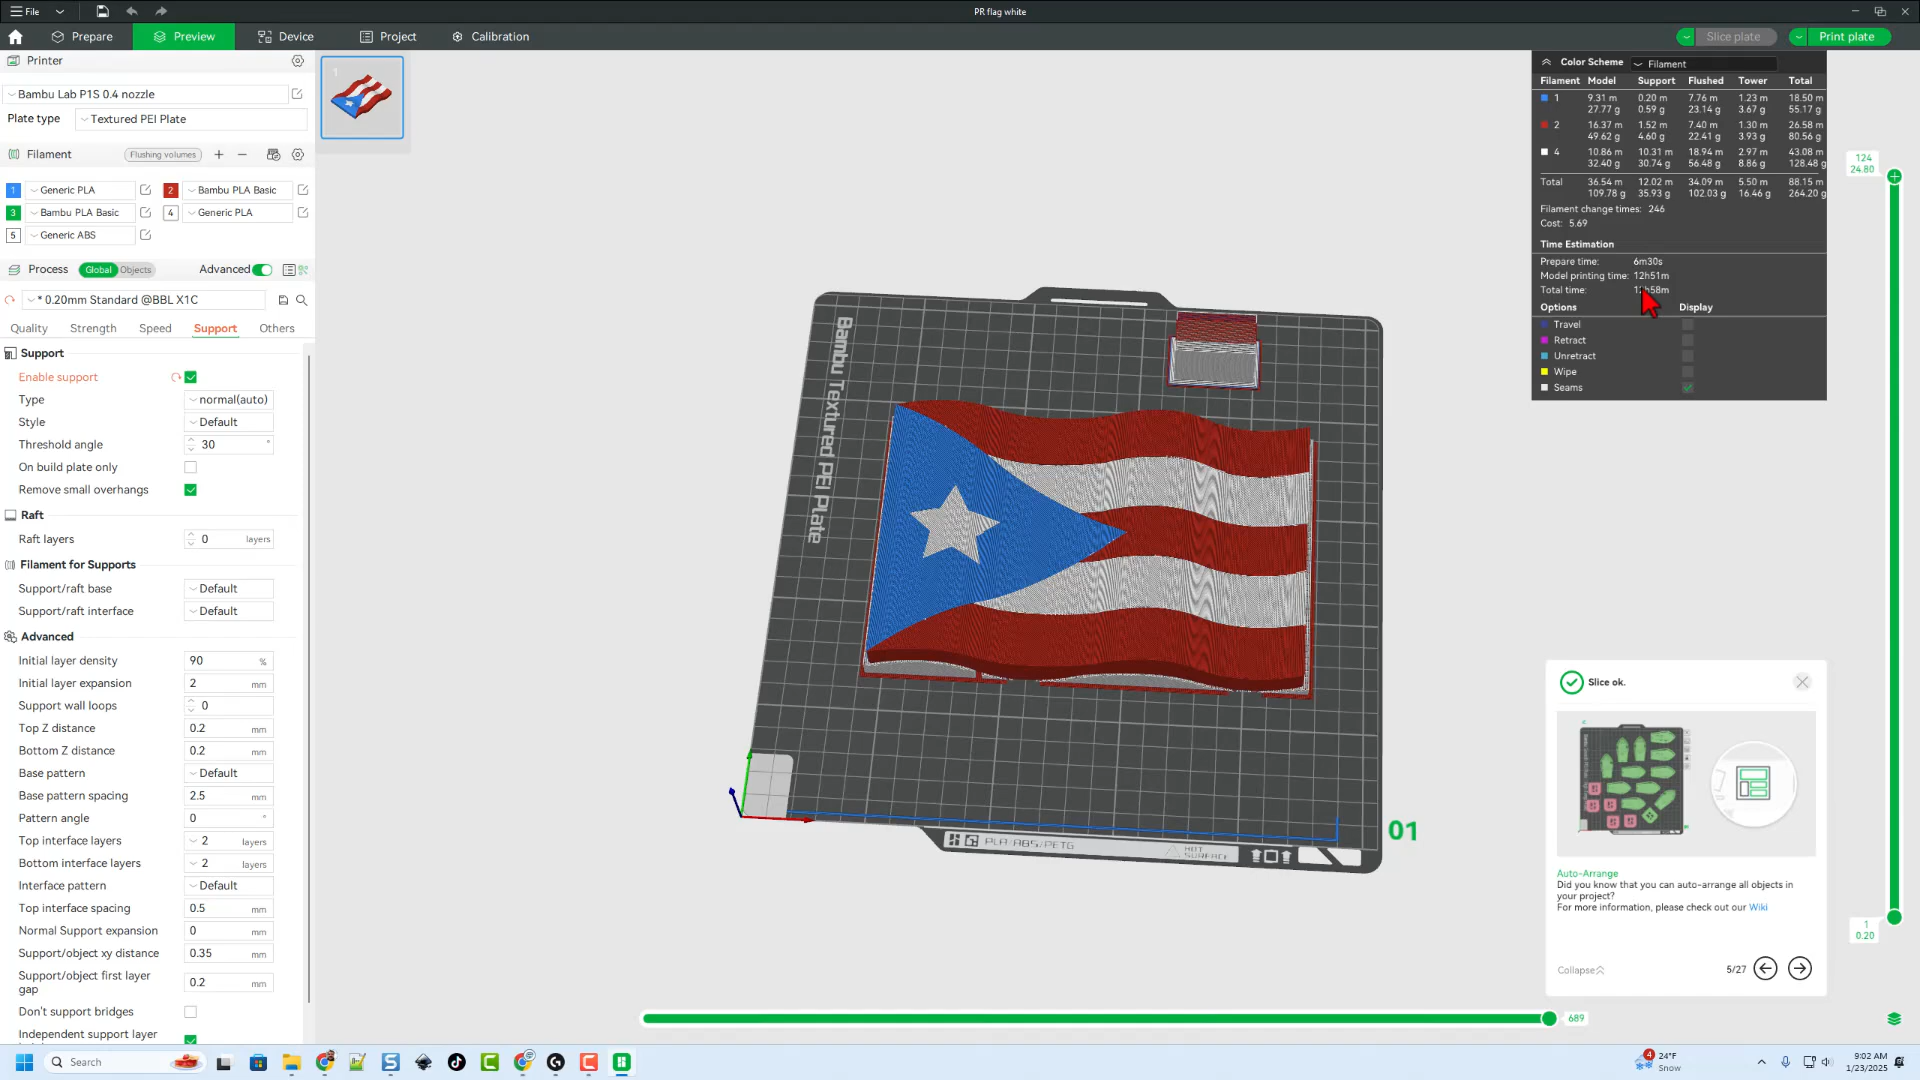 File
PR flag white
Prepare
Preview
Device
Project
Calibration
Slice plate
Print plate
Printer
Bambu Lab P1S 0.4 nozzle
Plate type
Textured PEI Plate
Filament
Flushing volumes
1 Generic PLA
2 Bambu PLA Basic
3 Bambu PLA Basic
4 Generic PLA
5 Generic ABS
Process
Global
Objects
Advanced
* 0.20mm Standard @BBL X1C
Quality
Strength
Speed
Support
Others
Support
Enable support
Type normal(auto)
Style Default
Threshold angle 30 °
On build plate only
Remove small overhangs
Raft
Raft layers 0 layers
Filament for Supports
Support/raft base Default
Support/raft interface Default
Advanced
Initial layer density 90 %
Initial layer expansion 2 mm
Support wall loops 0
Top Z distance 0.2 mm
Bottom Z distance 0.2 mm
Base pattern Default
Base pattern spacing 2.5 mm
Pattern angle 0 °
Top interface layers 2 layers
Bottom interface layers 2 layers
Interface pattern Default
Top interface spacing 0.5 mm
Normal Support expansion 0 mm
Support/object xy distance 0.35 mm
Support/object first layer
gap 0.2 mm
Don't support bridges
Independent support layer
1
Bambu Textured PEI Plate
PLA/ABS/PETG
HOT
SURFACE
01
Color Scheme Filament
Filament Model Support Flushed Tower Total
1 9.31 m 0.20 m 7.76 m 1.23 m 18.50 m
27.77 g 0.59 g 23.14 g 3.67 g 55.17 g
2 16.37 m 1.52 m 7.40 m 1.30 m 26.58 m
49.62 g 4.60 g 22.41 g 3.93 g 80.56 g
4 10.86 m 10.31 m 18.94 m 2.97 m 43.08 m
32.40 g 30.74 g 56.48 g 8.86 g 128.48 g
Total 36.54 m 12.02 m 34.09 m 5.50 m 88.15 m
109.78 g 35.93 g 102.03 g 16.46 g 264.20 g
Filament change times: 246
Cost: 5.69
Time Estimation
Prepare time: 6m30s
Model printing time: 12h51m
Total time:
Options Display
Travel
Retract
Unretract
Wipe
Seams
124
24.80
1
0.20
Slice ok.
Auto-Arrange
Did you know that you can auto-arrange all objects in
your project?
For more information, please check out our Wiki
Collapse
5/27
689
Search
4
24°F
Snow
9:02 AM
1/23/2025